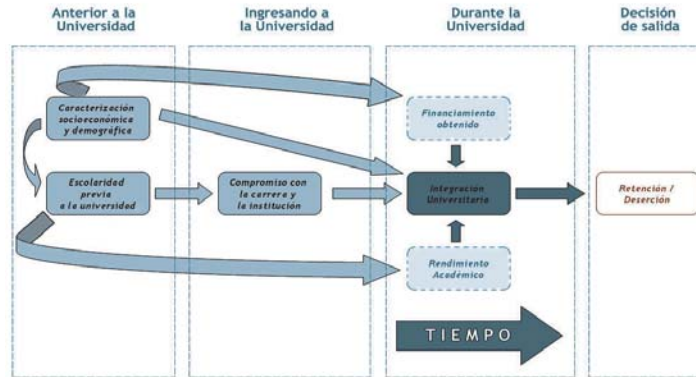 Anterior a la
Universidad
Ingresando a
la Universidad
Durante la
Universidad
Decisión
de salida
Caracterización
socioeconómica
y demográfica
Financiamiento
obtenido
Escolaridad
previa
a la universidad
Compromiso con
la carrera y
la institución
Integración
Universitaria
Retención /
Deserción
Rendimiento
Académico
TIEMPO